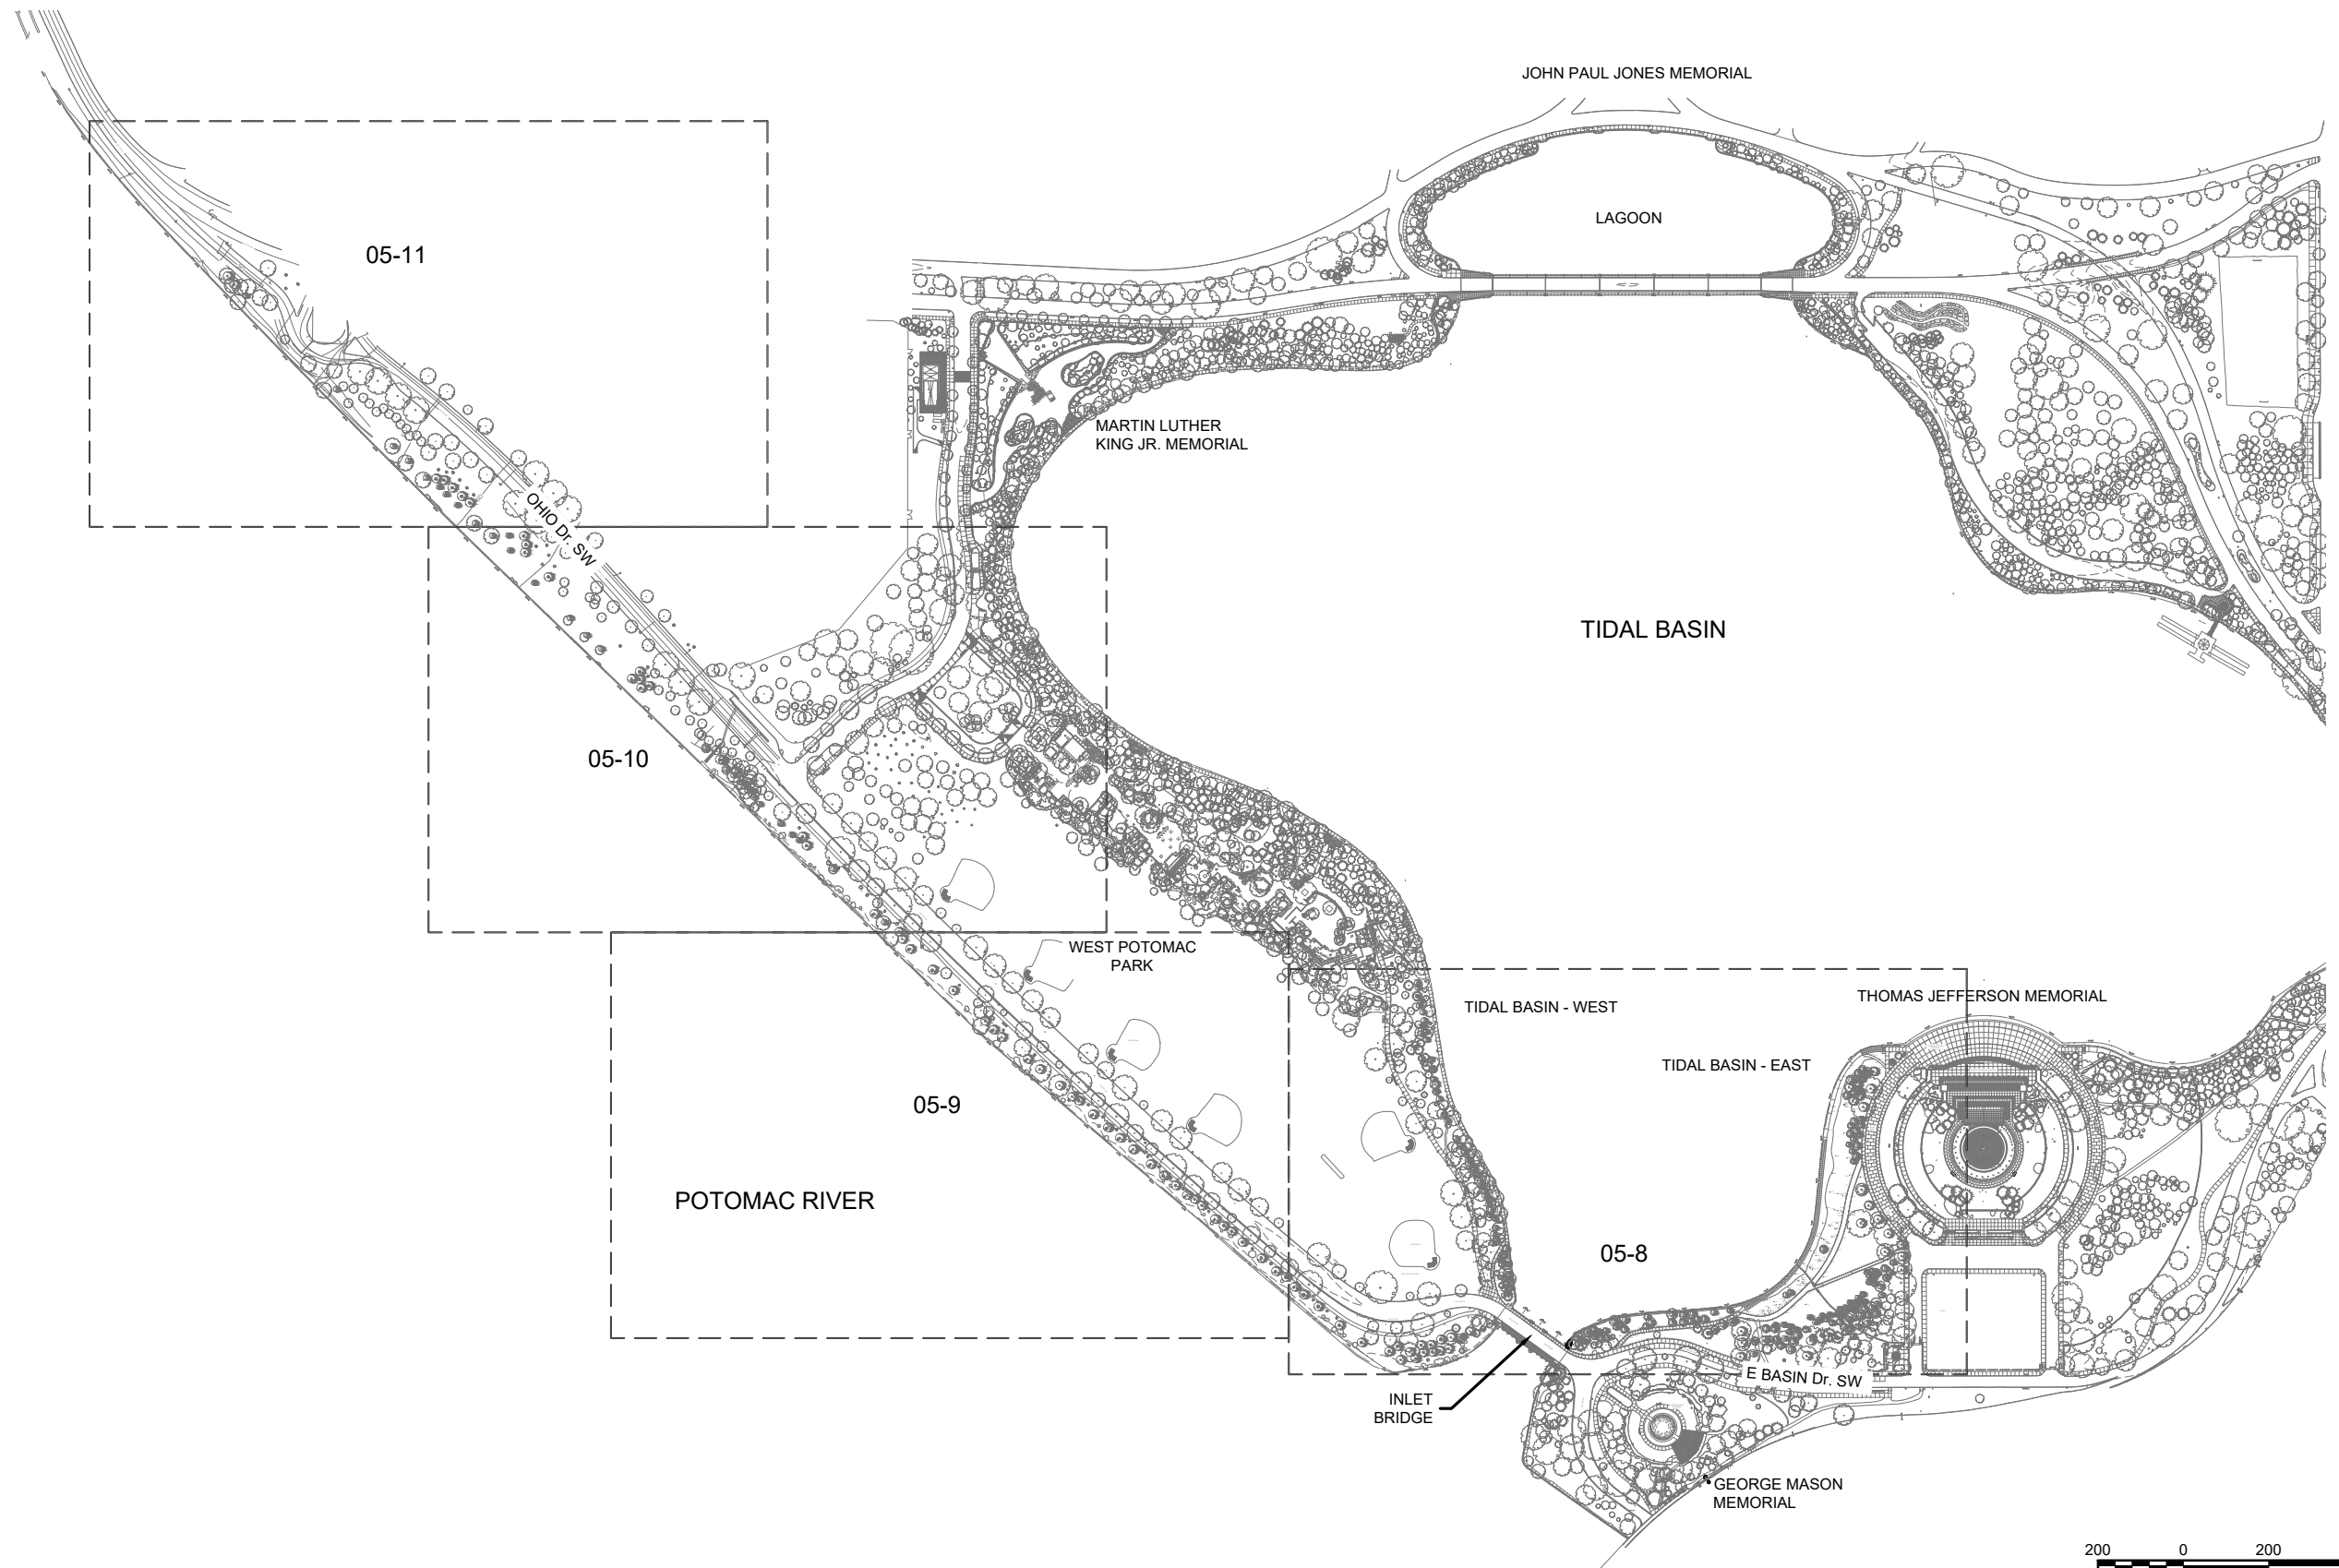 JOHN PAUL JONES MEMORIAL
LAGOON
05-11
MARTIN LUTHER
KING JR. MEMORIAL
OHIO Dr. SW
TIDAL BASIN
05-10
WEST POTOMAC
PARK
TIDAL BASIN - WEST
THOMAS JEFFERSON MEMORIAL
TIDAL BASIN - EAST
05-9
POTOMAC RIVER
05-8
E BASIN Dr. SW
INLET
BRIDGE
GEORGE MASON
MEMORIAL
200 0 200